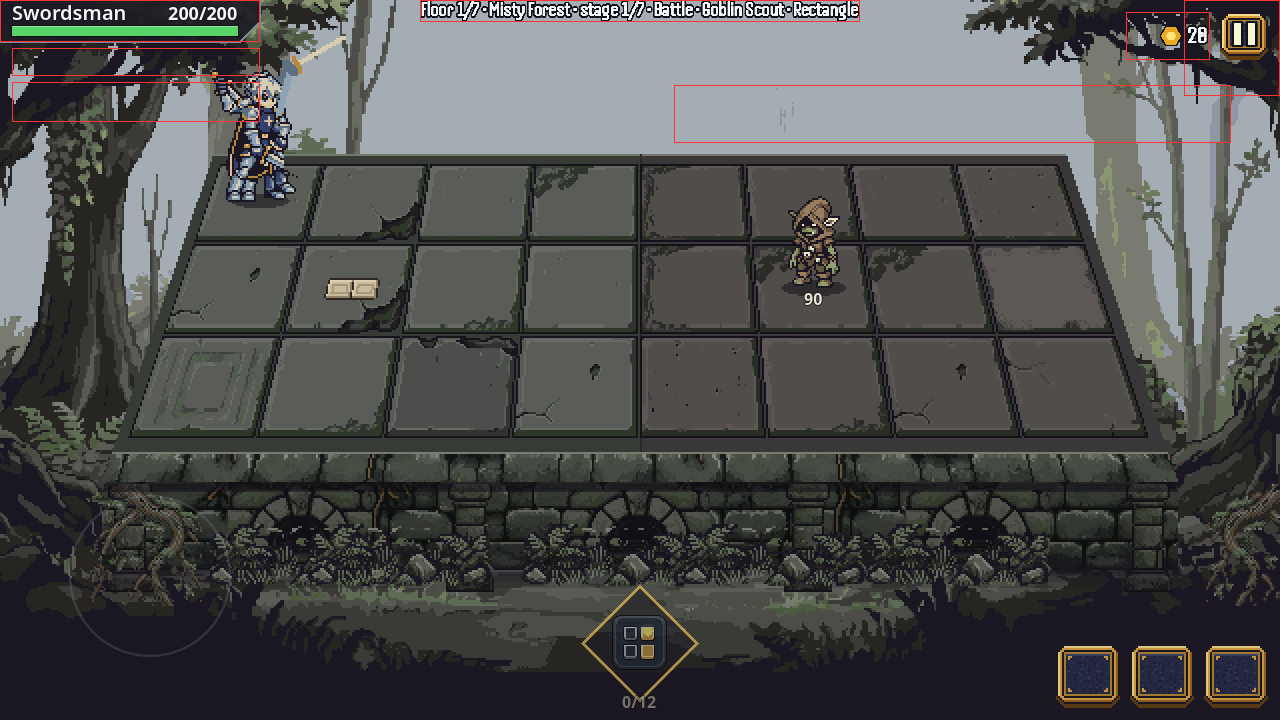 Swordsman 200/200
Floor 1/7 - Misty Forest - stage 1/7 - Battle - Goblin Scout - Rectangle
28
90
0/12